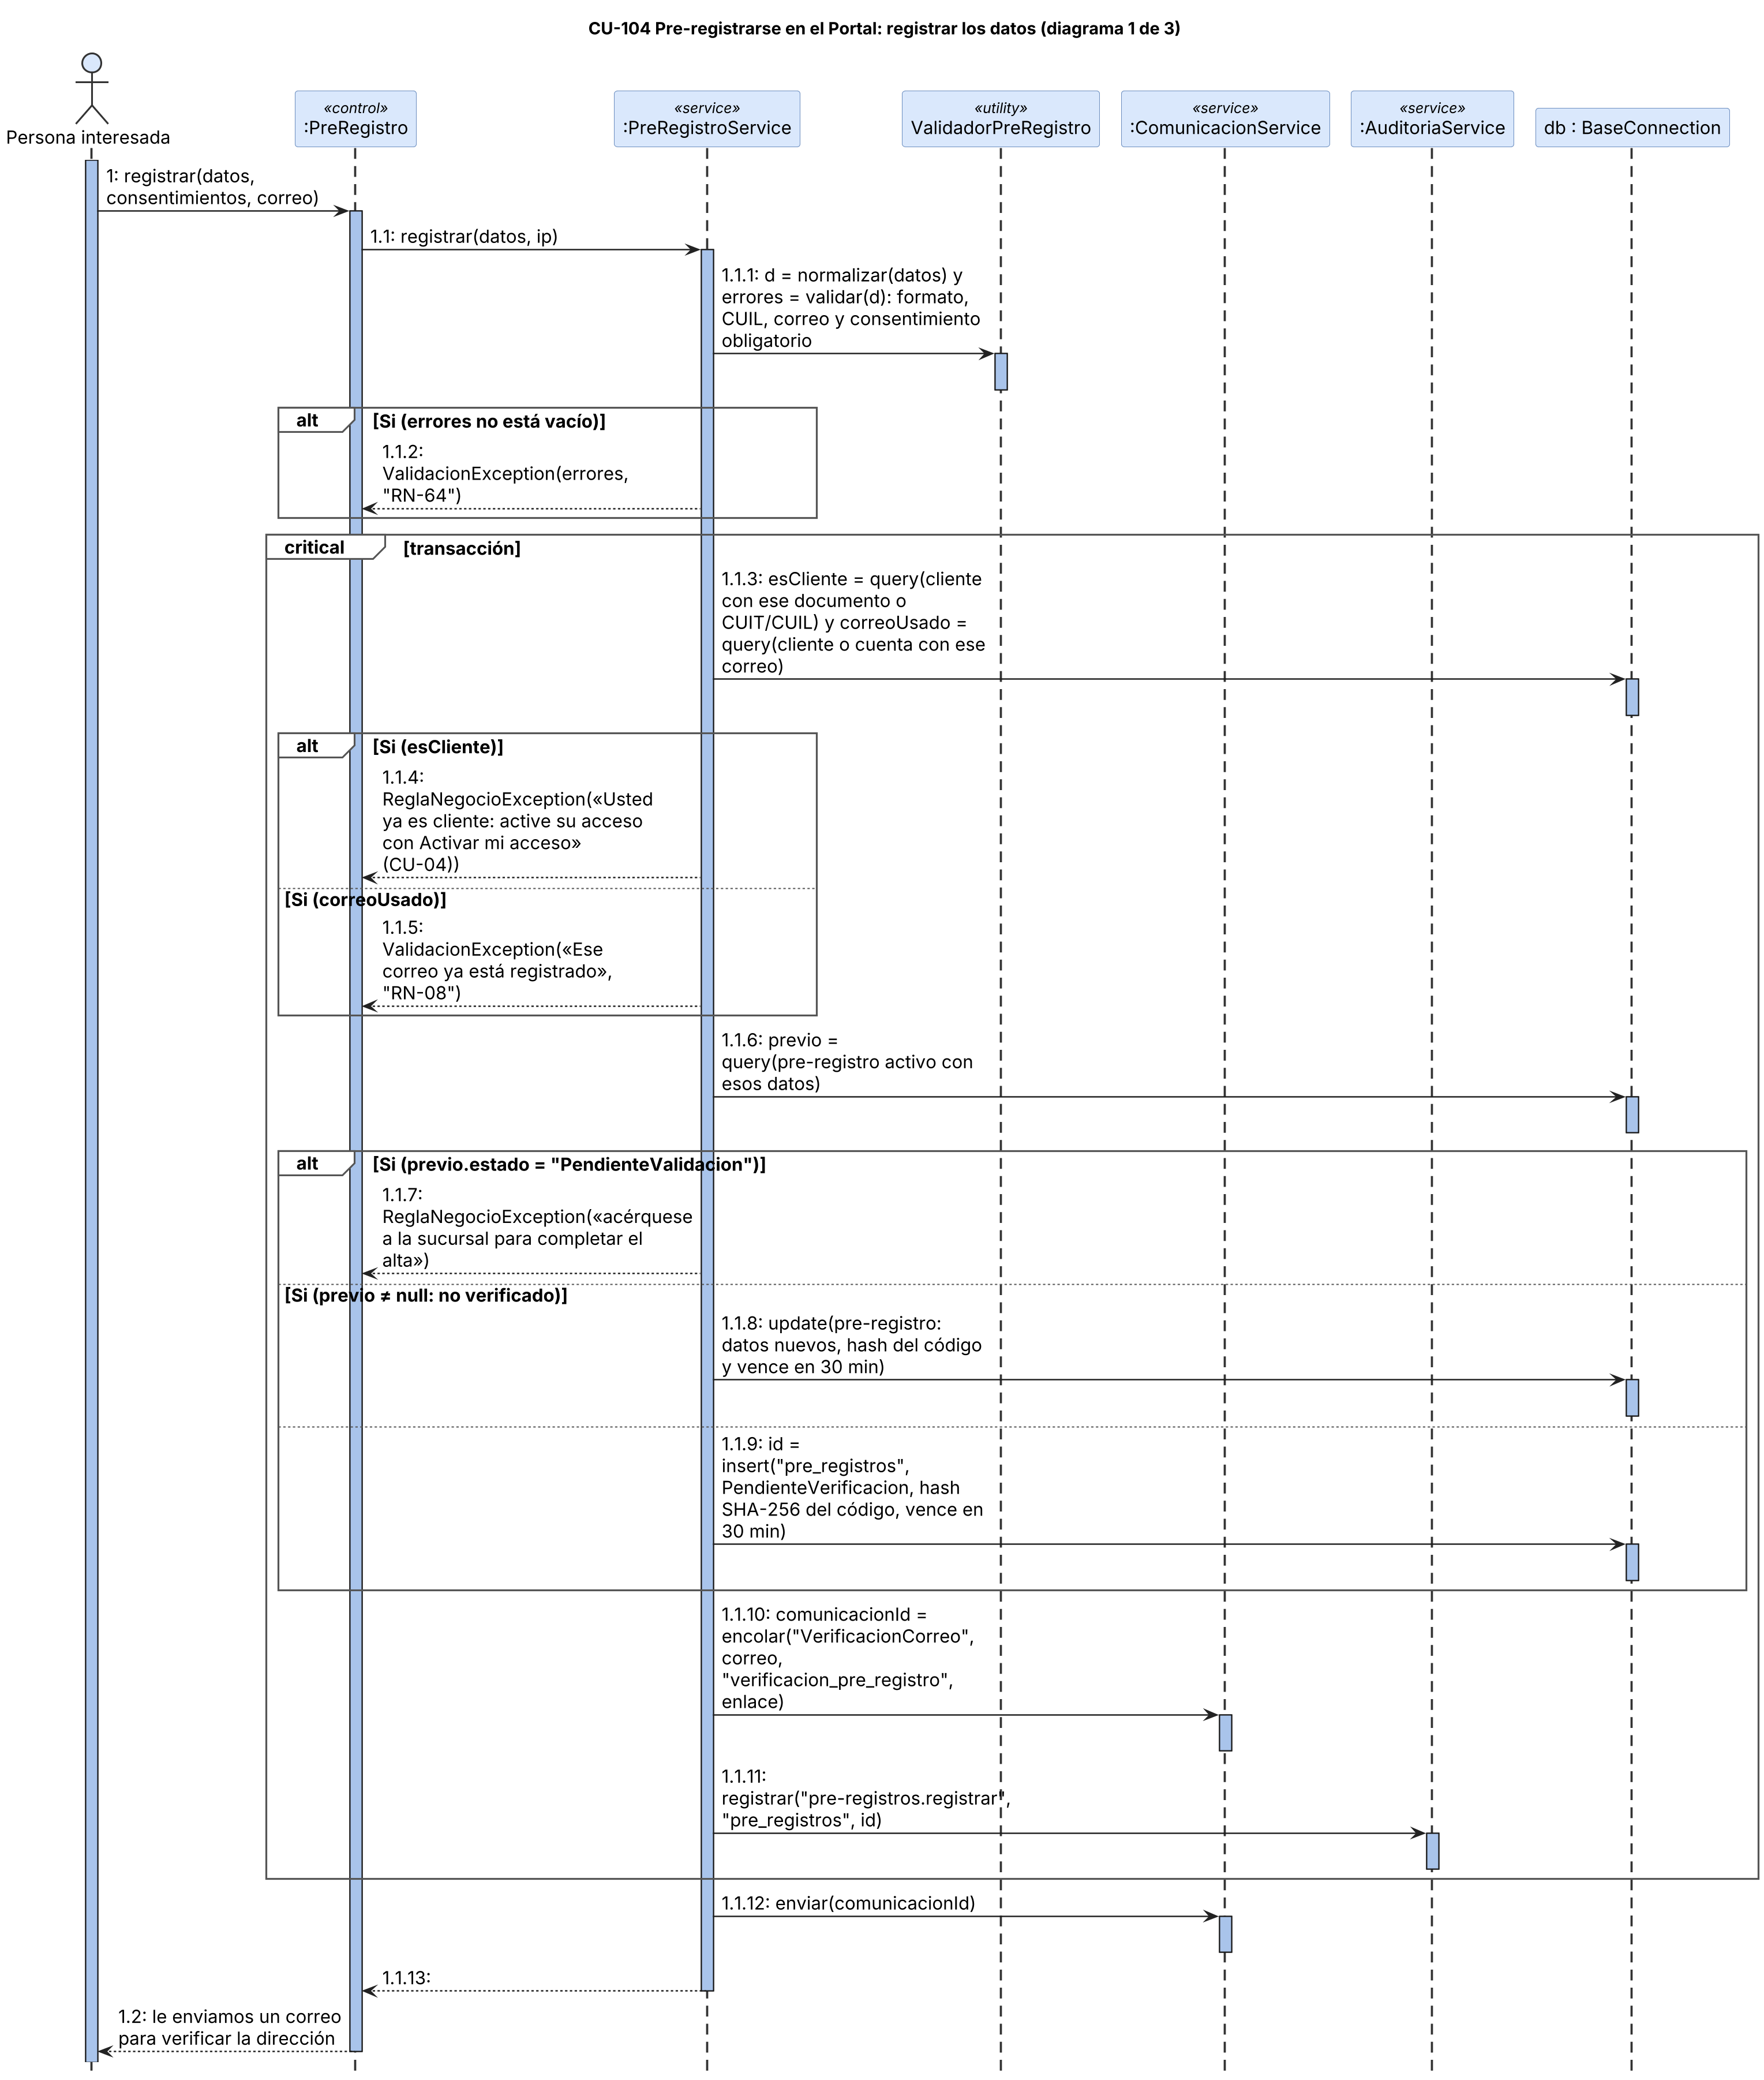 CU-104 Pre-registrarse en el Portal: registrar los datos (diagrama 1 de 3)
Persona interesada
«control»
:PreRegistro
«service»
:PreRegistroService
«utility»
ValidadorPreRegistro
«service»
:ComunicacionService
«service»
:AuditoriaService
db : BaseConnection
1: registrar(datos,
consentimientos, correo)
1.1: registrar(datos, ip)
1.1.1: d = normalizar(datos) y
errores = validar(d): formato,
CUIL, correo y consentimiento
obligatorio
alt
[Si (errores no está vacío)]
1.1.2:
ValidacionException(errores,
"RN-64")
critical
[transacción]
1.1.3: esCliente = query(cliente
con ese documento o
CUIT/CUIL) y correoUsado =
query(cliente o cuenta con ese
correo)
alt
[Si (esCliente)]
1.1.4:
ReglaNegocioException(«Usted
ya es cliente: active su acceso
con Activar mi acceso»
(CU-04))
[Si (correoUsado)]
1.1.5:
ValidacionException(«Ese
correo ya está registrado»,
"RN-08")
1.1.6: previo =
query(pre-registro activo con
esos datos)
alt
[Si (previo.estado = "PendienteValidacion")]
1.1.7:
ReglaNegocioException(«acérquese
a la sucursal para completar el
alta»)
[Si (previo ≠ null: no verificado)]
1.1.8: update(pre-registro:
datos nuevos, hash del código
y vence en 30 min)
1.1.9: id =
insert("pre_registros",
PendienteVerificacion, hash
SHA-256 del código, vence en
30 min)
1.1.10: comunicacionId =
encolar("VerificacionCorreo",
correo,
"verificacion_pre_registro",
enlace)
1.1.11:
registrar("pre-registros.registrar",
"pre_registros", id)
1.1.12: enviar(comunicacionId)
1.1.13:
1.2: le enviamos un correo
para verificar la dirección